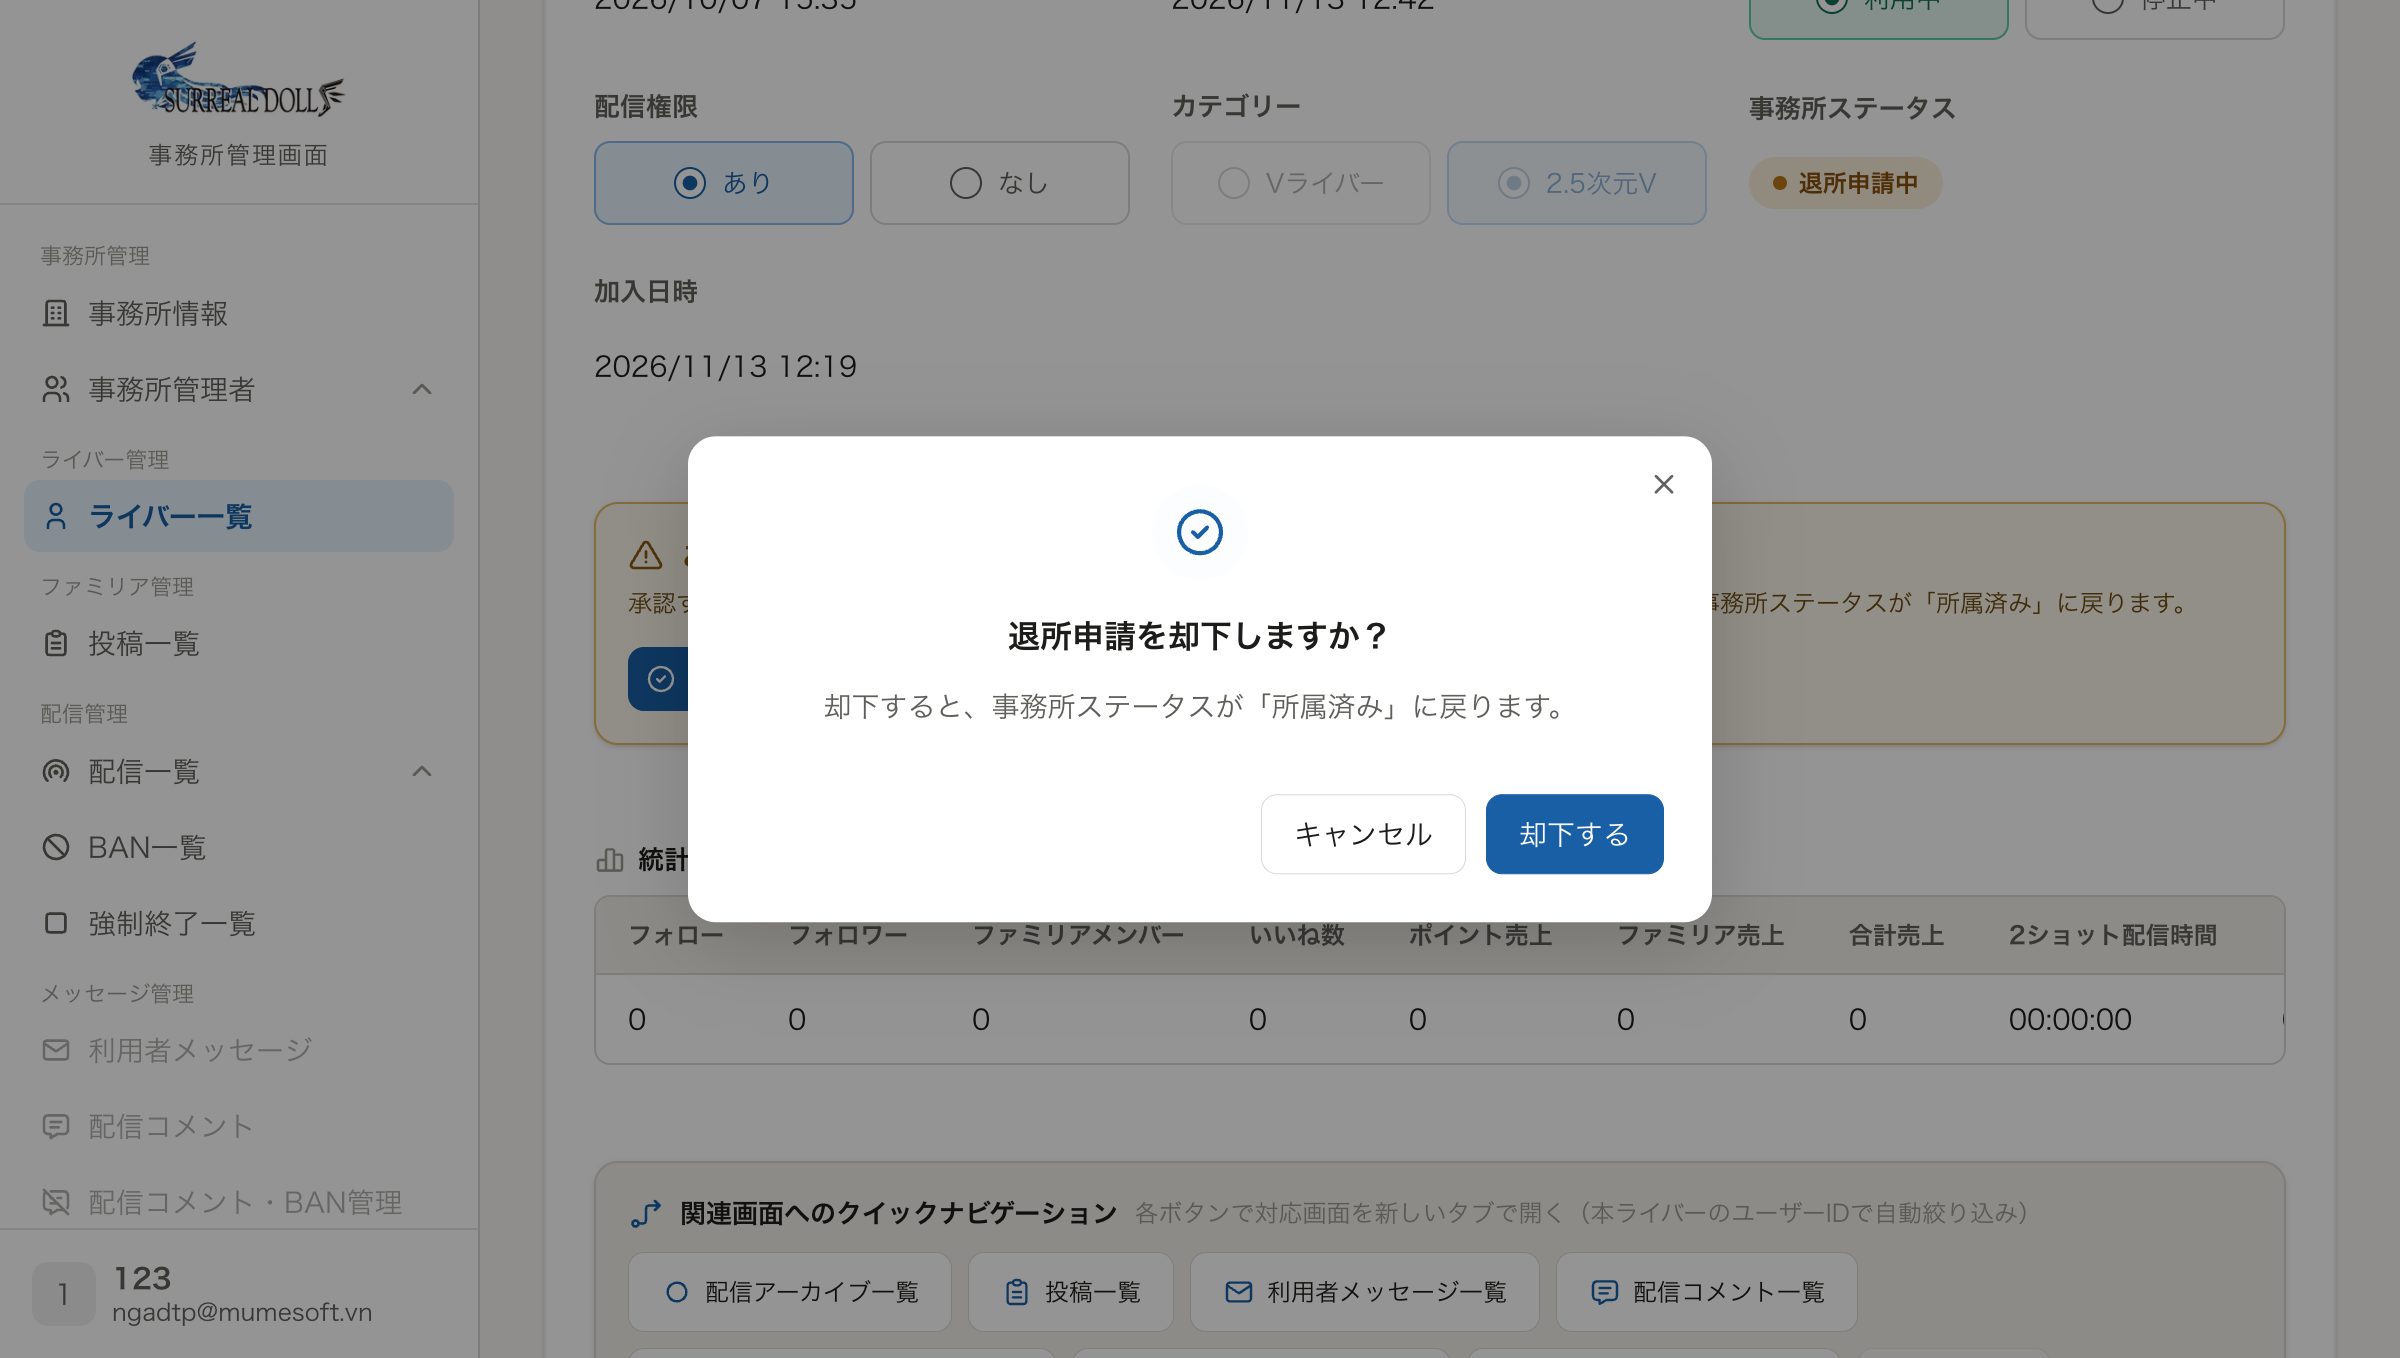 SURREAL DOLL
事務所管理画面
事務所管理
事務所情報
事務所管理者
ライバー管理
ライバー一覧
ファミリア管理
投稿一覧
配信管理
配信一覧
BAN一覧
強制終了一覧
メッセージ管理
利用者メッセージ
配信コメント
配信コメント・BAN管理
1
123
ngadtp@mumesoft.vn
2026/10/07 15:35
2026/11/13 12:42
利用中
停止中
配信権限
カテゴリー
事務所ステータス
あり
なし
Vライバー
2.5次元V
退所申請中
加入日時
2026/11/13 12:19
承認す
事務所ステータスが「所属済み」に戻ります。
退所申請を却下しますか？
却下すると、事務所ステータスが「所属済み」に戻ります。
キャンセル
却下する
統計
フォロー
フォロワー
ファミリアメンバー
いいね数
ポイント売上
ファミリア売上
合計売上
2ショット配信時間
0
0
0
0
0
0
0
00:00:00
関連画面へのクイックナビゲーション
各ボタンで対応画面を新しいタブで開く（本ライバーのユーザーIDで自動絞り込み）
配信アーカイブ一覧
投稿一覧
利用者メッセージ一覧
配信コメント一覧